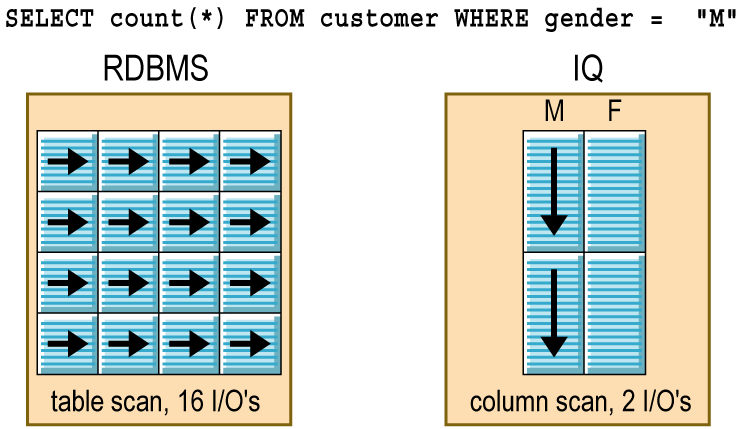 SELECT count(*) FROM customer WHERE gender = "M"
RDBMS
table scan, 16 I/O's
IQ
M F
column scan, 2 I/O's